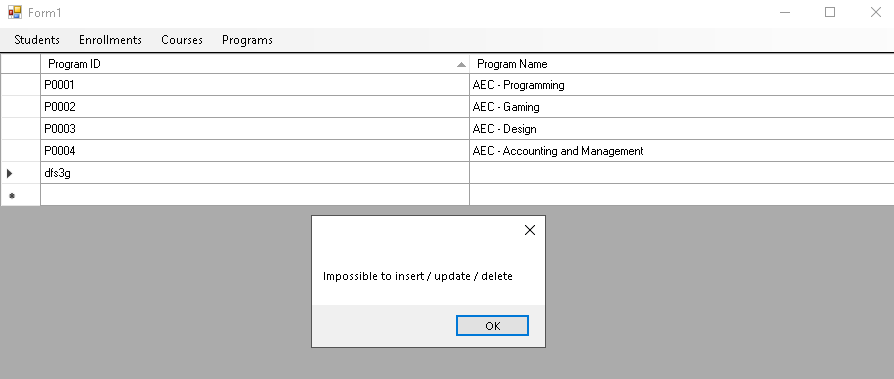 Form1
Students Enrollments Courses Programs
Program ID Program Name
P0001 AEC - Programming
P0002 AEC - Gaming
P0003 AEC - Design
P0004 AEC - Accounting and Management
dfs3g
Impossible to insert / update / delete
OK